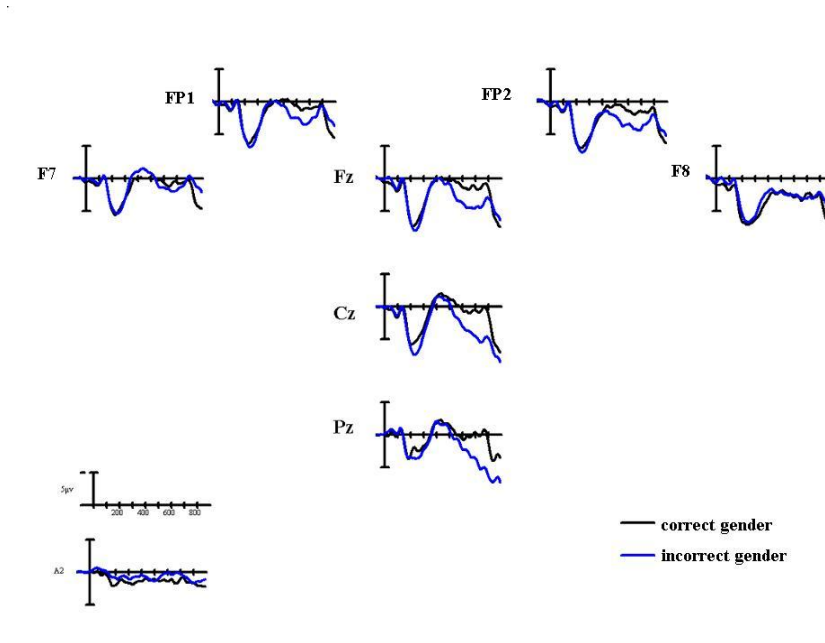 FP1
FP2
F7
Fz
F8
Cz
Pz
5μv
200 400 600 800
correct gender
A2
incorrect gender